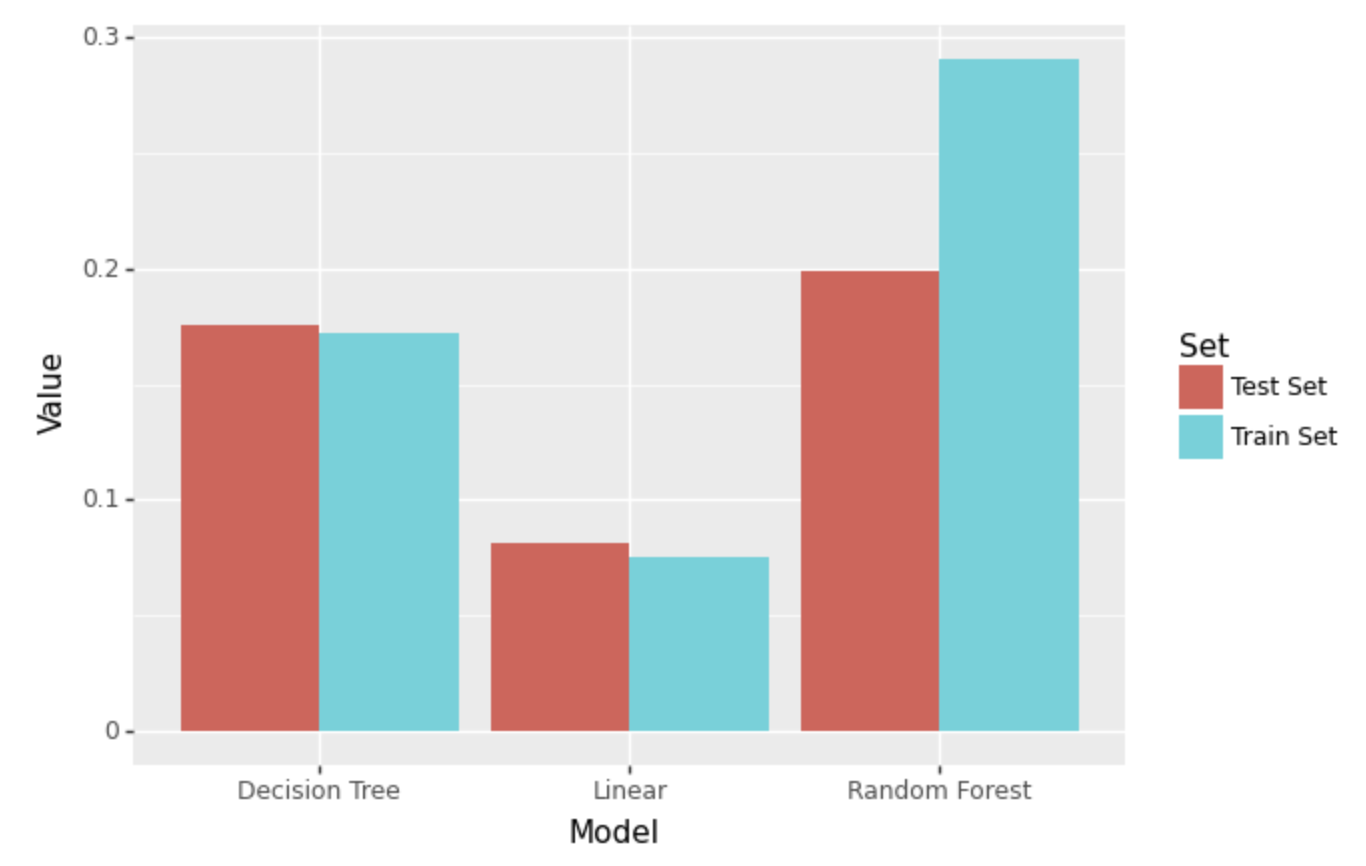 0.3
0.2
0.1
0
Value
Decision Tree
Linear
Random Forest
Model
Set
Test Set
Train Set